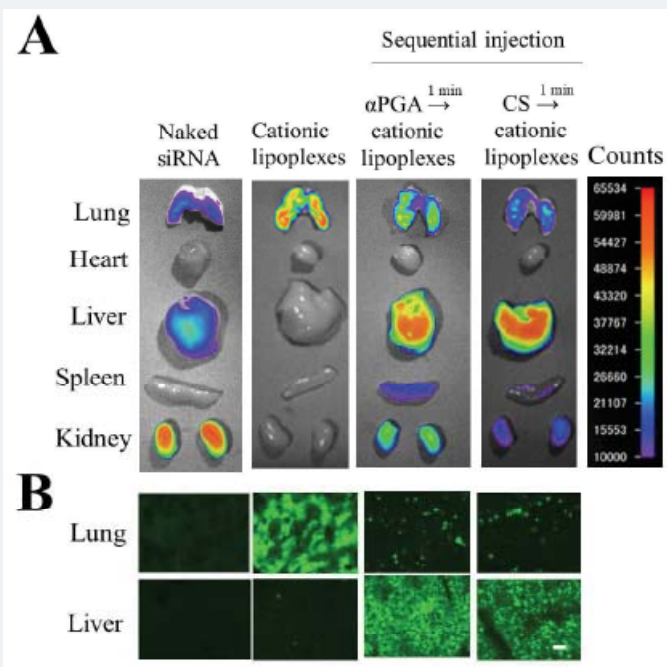 A
Sequential injection
Naked
siRNA
Cationic
lipoplexes
αPGA 1 min →
cationic
lipoplexes
CS 1 min →
cationic
lipoplexes
Counts
Lung
Heart
Liver
Spleen
Kidney
65534
59981
54427
48874
43320
37767
32214
26660
21107
15553
10000
B
Lung
Liver